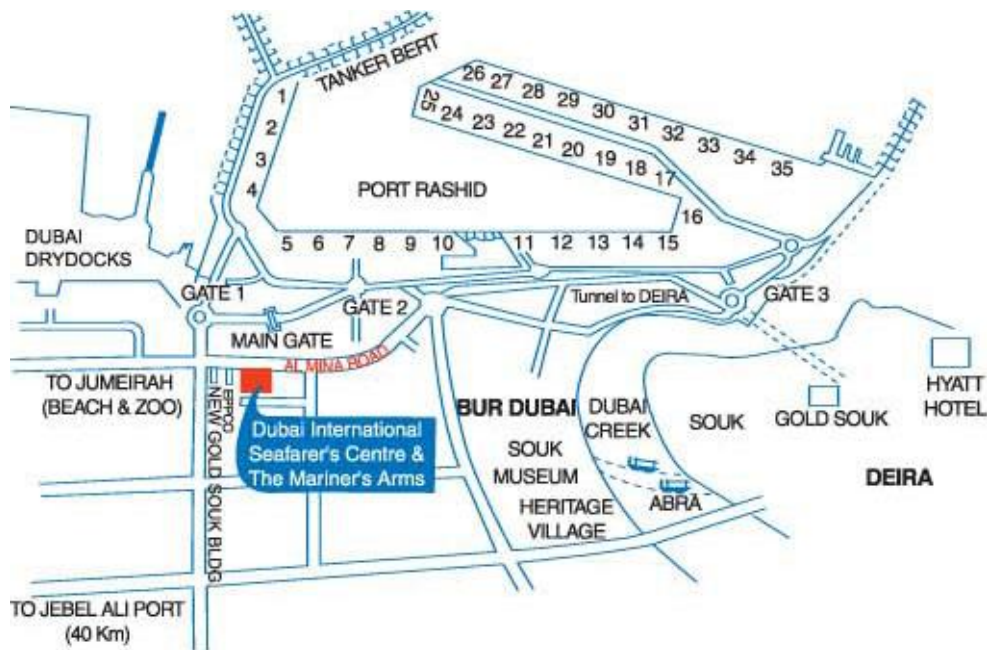 TANKER BERT
1
2
3
4
26 27 28 29 30 31 32 33 34 35
25 24 23 22 21 20 19 18 17
16
PORT RASHID
5 6 7 8 9 10 11 12 13 14 15
DUBAI
DRYDOCKS
GATE 1
GATE 2
Tunnel to DEIRA
GATE 3
MAIN GATE
AL MINA ROAD
TO JUMEIRAH
(BEACH & ZOO)
EPPCO
NEW GOLD SOUK BLDG
Dubai International
Seafarer's Centre &
The Mariner's Arms
BUR DUBAI
SOUK
MUSEUM
HERITAGE
VILLAGE
DUBAI
CREEK
ABRA
SOUK
GOLD SOUK
HYATT
HOTEL
DEIRA
TO JEBEL ALI PORT
(40 Km)